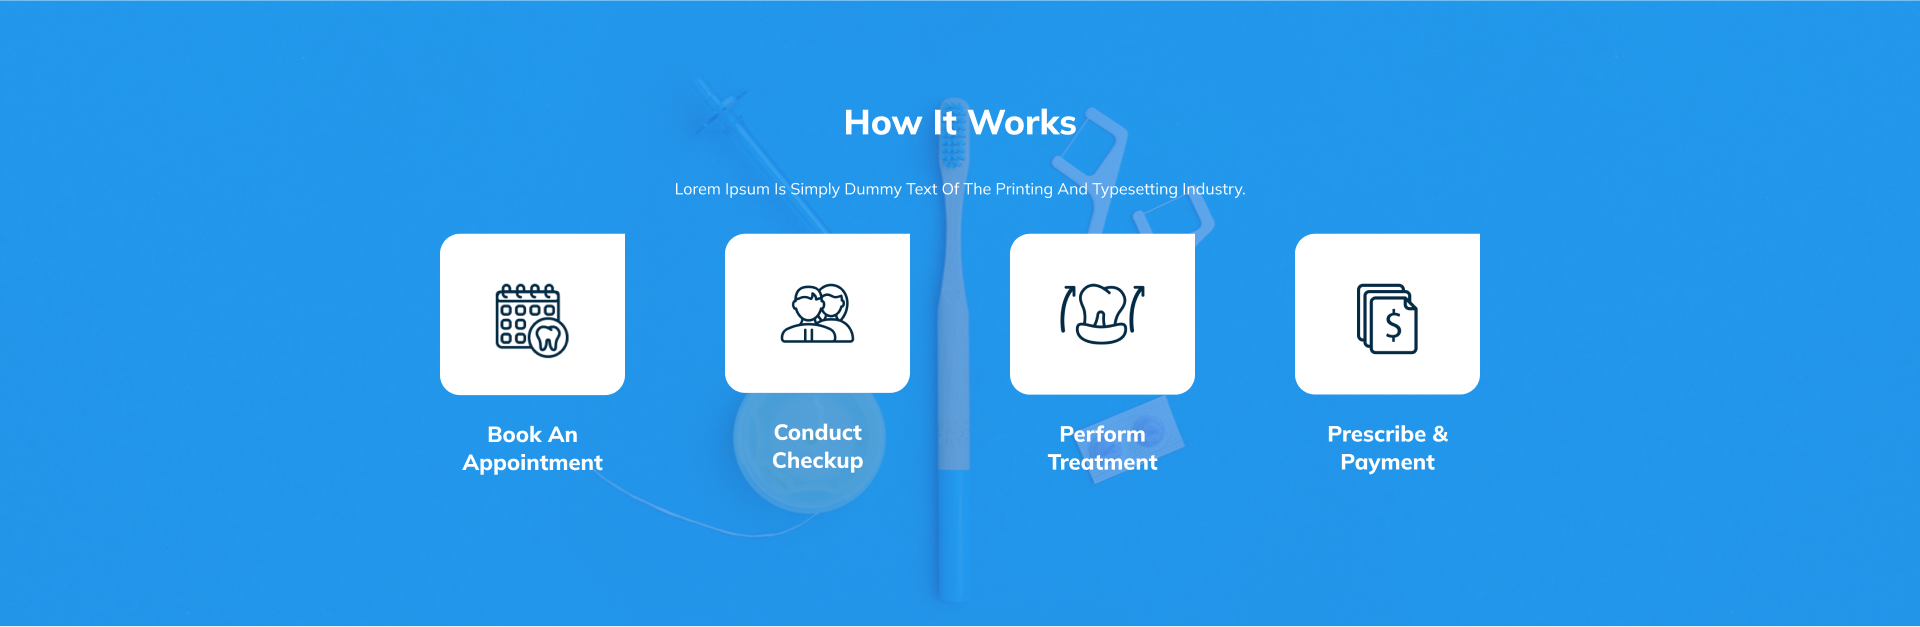 How It Works
Lorem Ipsum Is Simply Dummy Text Of The Printing And Typesetting Industry.
Book An
Appointment
Conduct
Checkup
Perform
Treatment
$
Prescribe &
Payment